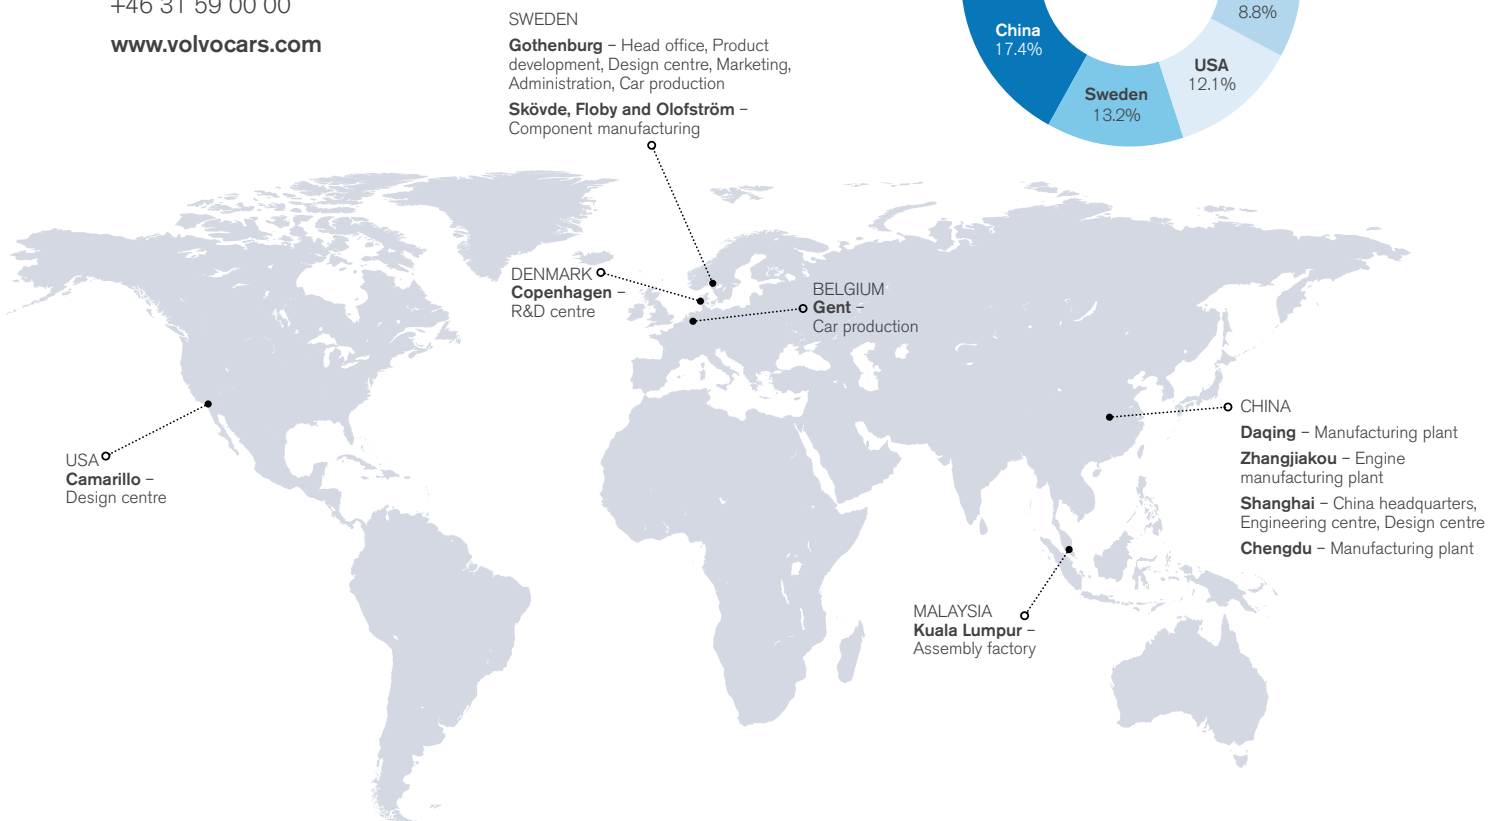 +46 31 59 00 00
www.volvocars.com
SWEDEN
Gothenburg – Head office, Product
development, Design centre, Marketing,
Administration, Car production
Skövde, Floby and Olofström –
Component manufacturing
8.8%
China
17.4%
USA
12.1%
Sweden
13.2%
DENMARK
Copenhagen –
R&D centre
BELGIUM
Gent –
Car production
USA
Camarillo –
Design centre
CHINA
Daqing – Manufacturing plant
Zhangjiakou – Engine
manufacturing plant
Shanghai – China headquarters,
Engineering centre, Design centre
Chengdu – Manufacturing plant
MALAYSIA
Kuala Lumpur –
Assembly factory